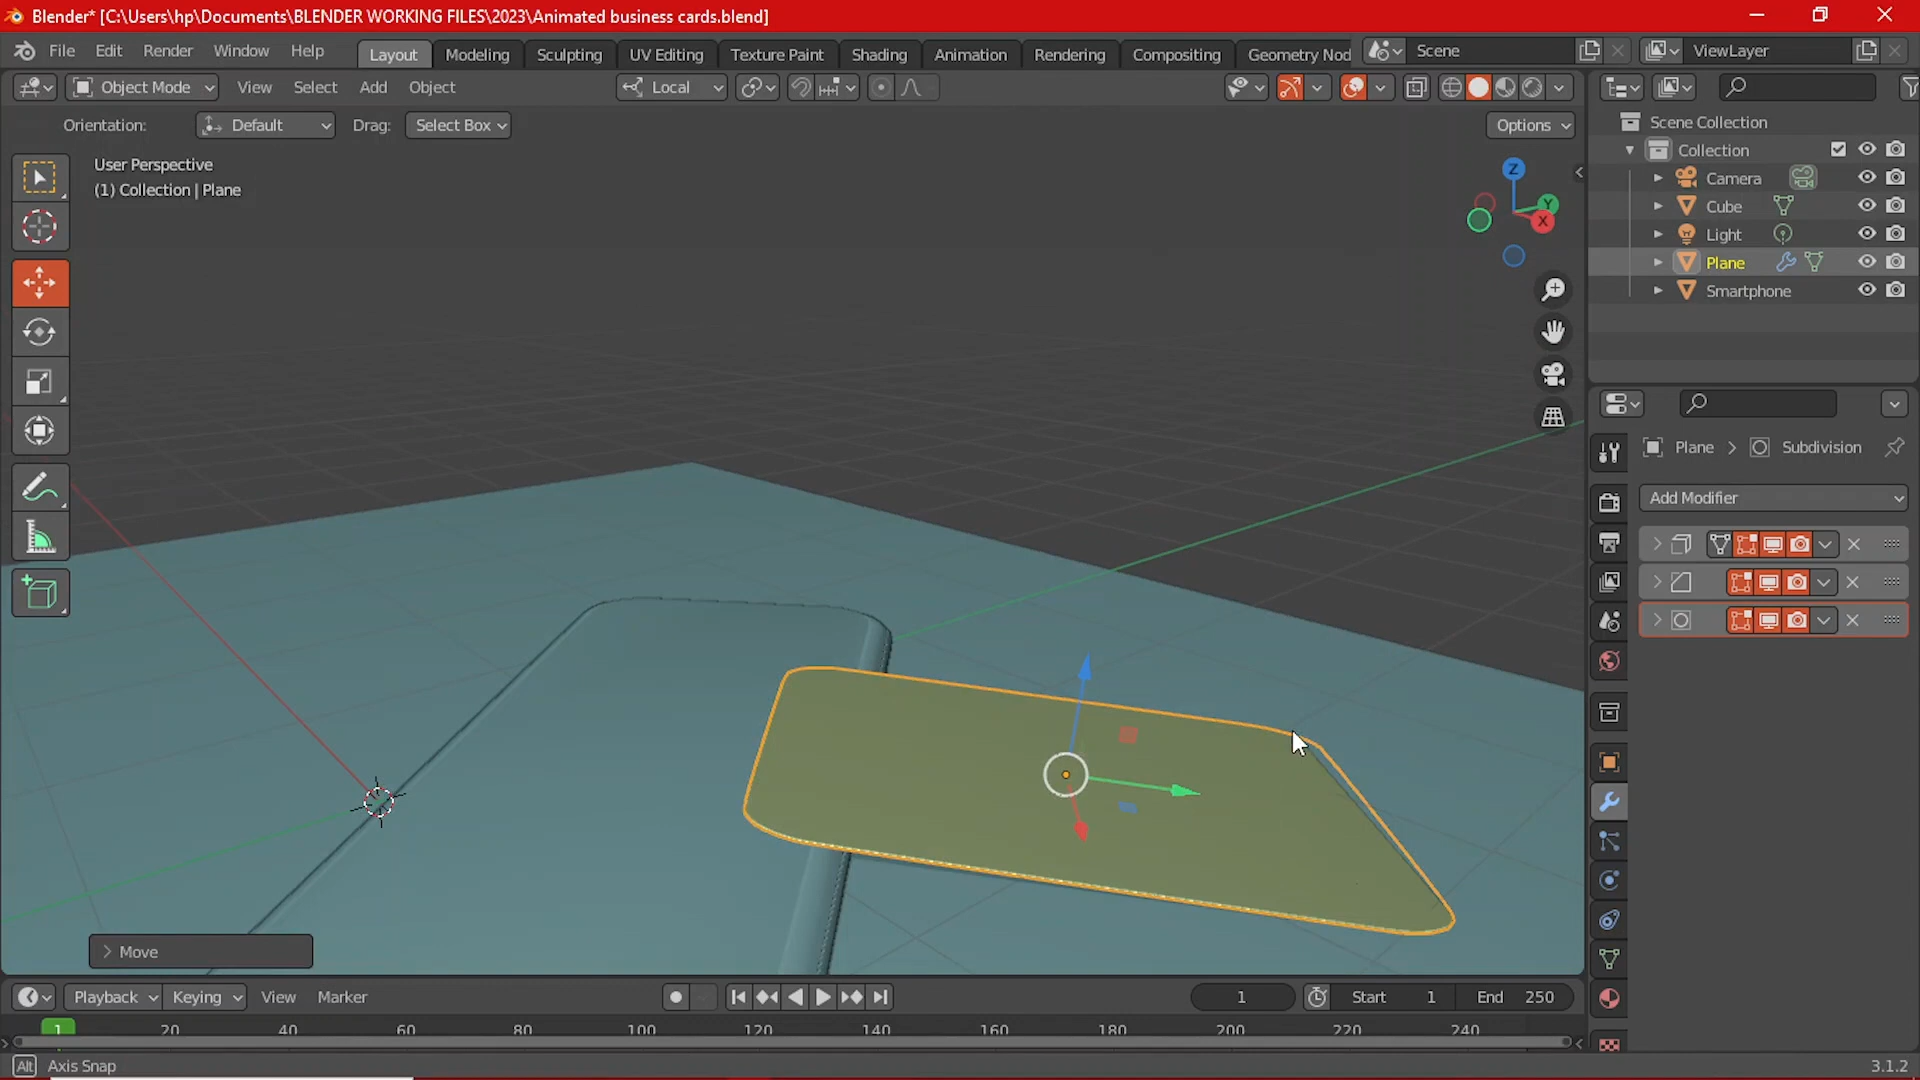 Blender* [C:\Users\hp\Documents\BLENDER WORKING FILES\2023\Animated business cards.blend]
File Edit Render Window Help Layout Modeling Sculpting UV Editing Texture Paint Shading Animation Rendering Compositing Geometry Nod Scene ViewLayer
Object Mode View Select Add Object Local
Orientation: Default Drag: Select Box Options
User Perspective
(1) Collection | Plane
Z
Y
X
Scene Collection
Collection
Camera
Cube
Light
Plane
Smartphone
Plane > Subdivision
Add Modifier
Move
Playback Keying View Marker 1 Start 1 End 250
1 20 40 60 80 100 120 140 160 180 200 220 240
Alt Axis Snap 3.1.2